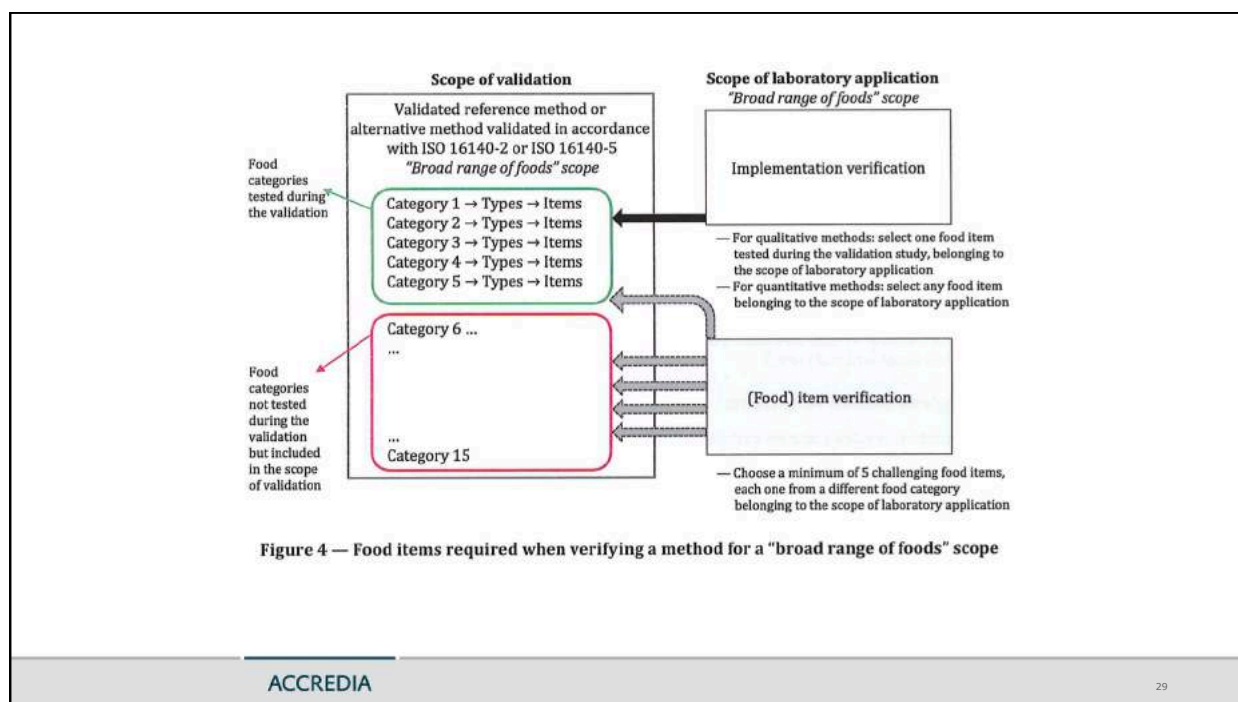 Scope of validation
Validated reference method or
alternative method validated in accordance
with ISO 16140-2 or ISO 16140-5
"Broad range of foods" scope
Food
categories
tested during
the validation
Category 1 → Types → Items
Category 2 → Types → Items
Category 3 → Types → Items
Category 4 → Types → Items
Category 5 → Types → Items
Category 6 ...
...
...
Category 15
Food
categories
not tested
during the
validation
but included
in the scope
of validation
Scope of laboratory application
"Broad range of foods" scope
Implementation verification
— For qualitative methods: select one food item
tested during the validation study, belonging to
the scope of laboratory application
— For quantitative methods: select any food item
belonging to the scope of laboratory application
(Food) item verification
— Choose a minimum of 5 challenging food items,
each one from a different food category
belonging to the scope of laboratory application
Figure 4 — Food items required when verifying a method for a "broad range of foods" scope
ACCREDIA
29